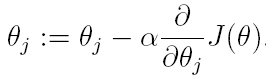 θ_j := θ_j − α ∂/∂θ_j J(θ).